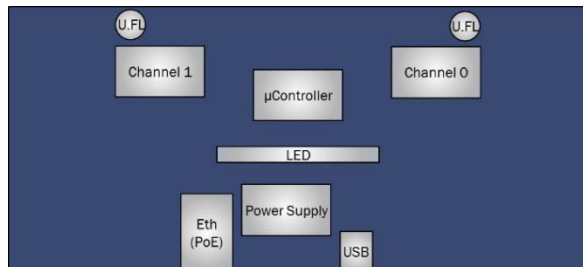 U.FL
U.FL
Channel 1
Channel 0
µController
LED
Power Supply
Eth
(PoE)
USB